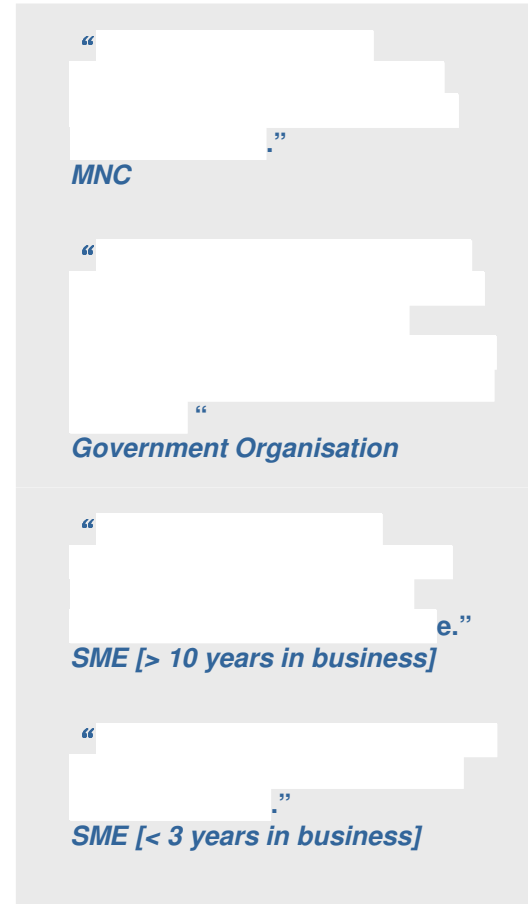 “
.”
MNC
“
“
Government Organisation
“
e.”
SME [> 10 years in business]
“
.”
SME [< 3 years in business]